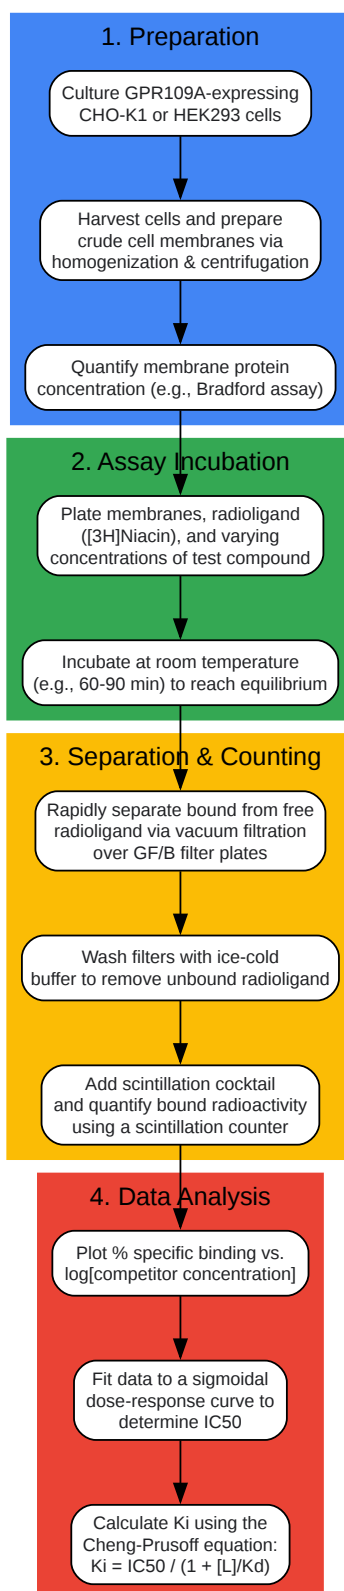 1. Preparation
Culture GPR109A-expressing
CHO-K1 or HEK293 cells
Harvest cells and prepare
crude cell membranes via
homogenization & centrifugation
Quantify membrane protein
concentration (e.g., Bradford assay)
2. Assay Incubation
Plate membranes, radioligand
([3H]Niacin), and varying
concentrations of test compound
Incubate at room temperature
(e.g., 60-90 min) to reach equilibrium
3. Separation & Counting
Rapidly separate bound from free
radioligand via vacuum filtration
over GF/B filter plates
Wash filters with ice-cold
buffer to remove unbound radioligand
Add scintillation cocktail
and quantify bound radioactivity
using a scintillation counter
4. Data Analysis
Plot % specific binding vs.
log[competitor concentration]
Fit data to a sigmoidal
dose-response curve to
determine IC50
Calculate Ki using the
Cheng-Prusoff equation:
Ki = IC50 / (1 + [L]/Kd)